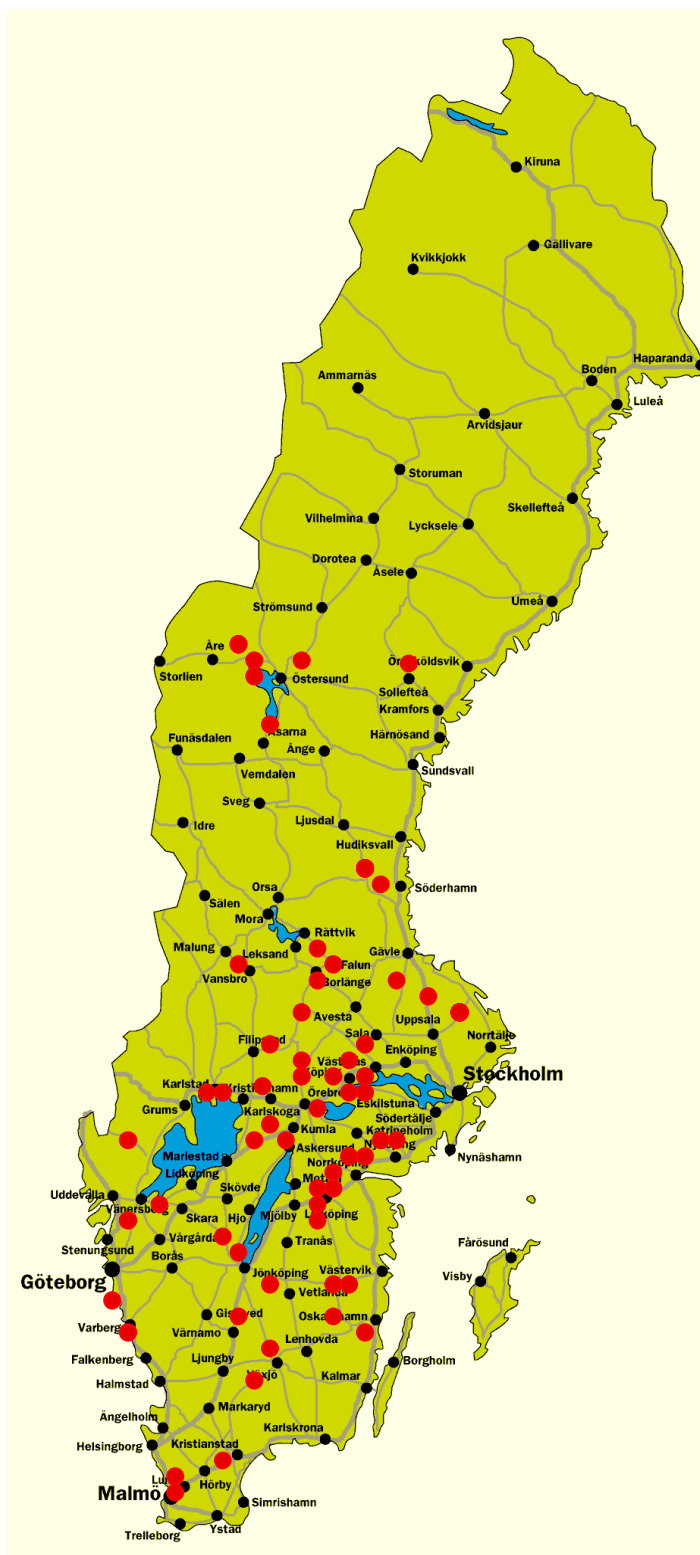 Kiruna
Gällivare
Kvikkjokk
Haparanda
Boden
Ammarnäs
Luleå
Arvidsjaur
Storuman
Skellefteå
Vilhelmina
Lycksele
Dorotea
Åsele
Umeå
Strömsund
Åre
Storlien
Östersund
Sollefteå
Kramfors
Härnösand
Funäsdalen
Ånge
Sundsvall
Vemdalen
Sveg
Ljusdal
Idre
Hudiksvall
Orsa
Söderhamn
Sälen
Mora
Rättvik
Malung
Leksand
Gävle
Falun
Vansbro
Borlänge
Avesta
Uppsala
Sala
Norrtälje
Enköping
Stockholm
Karlstad
Grums
Karlskoga
Eskilstuna
Södertälje
Kumla
Katrineholm
Askersund
Nynäshamn
Mariestad
Norrköping
Lidköping
Uddevalla
Skövde
Skara
Hjo
Mjölby
Vårgårda
Tranås
Stenungsund
Borås
Fårösund
Göteborg
Jönköping
Västervik
Visby
Vetlanda
Varberg
Värnamo
Lenhovda
Falkenberg
Ljungby
Borgholm
Halmstad
Kalmar
Markaryd
Ängelholm
Karlskrona
Helsingborg
Kristianstad
Hörby
Malmö
Simrishamn
Ystad
Trelleborg